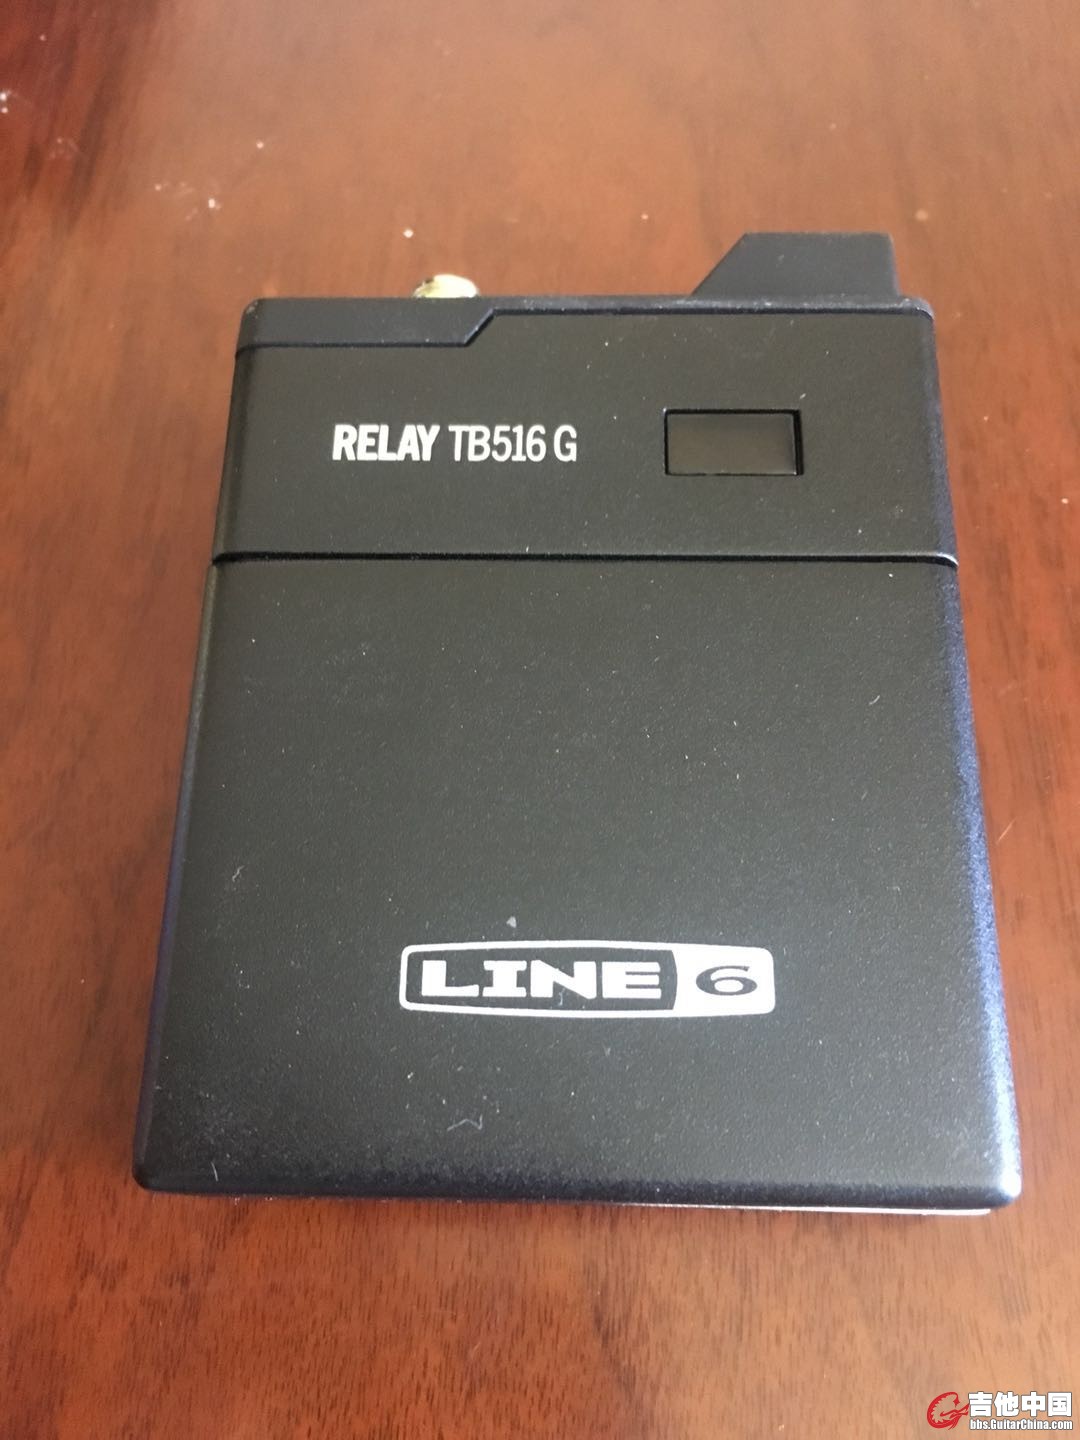 RELAY TB516 G
LINE 6
吉他中国
bbs.GuitarChina.com